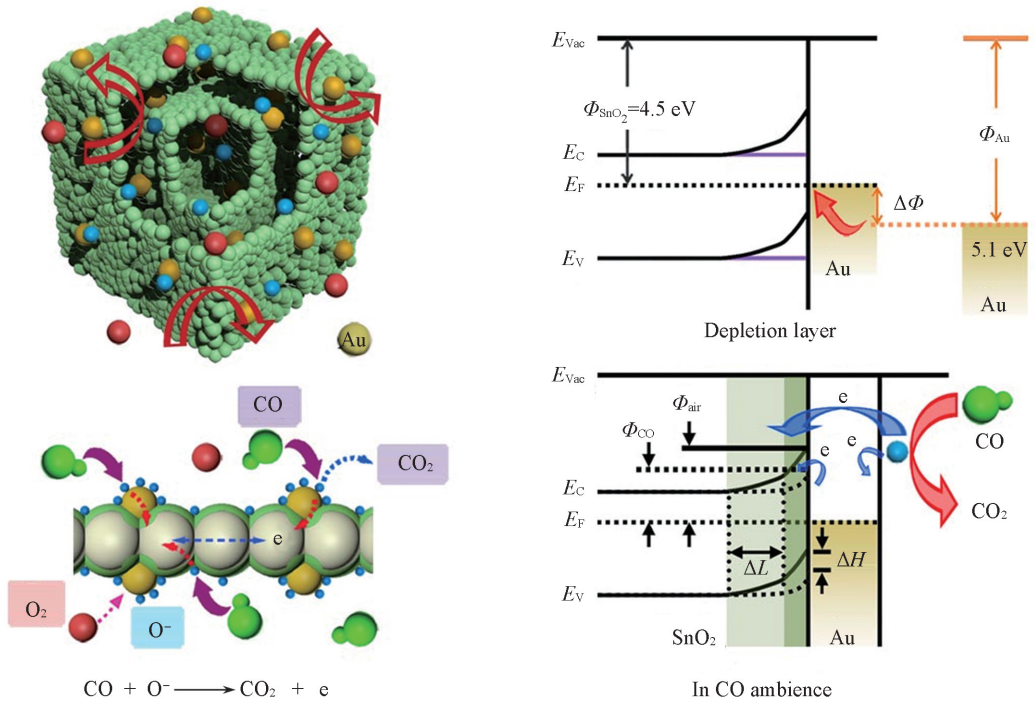 Au
CO
CO₂
e
O₂
O⁻
CO + O⁻ ⟶ CO₂ + e
E_Vac
Φ_SnO₂=4.5 eV
Φ_Au
E_C
E_F
ΔΦ
E_V
Au
5.1 eV
Au
Depletion layer
E_Vac
e
Φ_air
Φ_CO
e
e
CO
E_C
CO₂
E_F
ΔL
ΔH
E_V
SnO₂
Au
In CO ambience